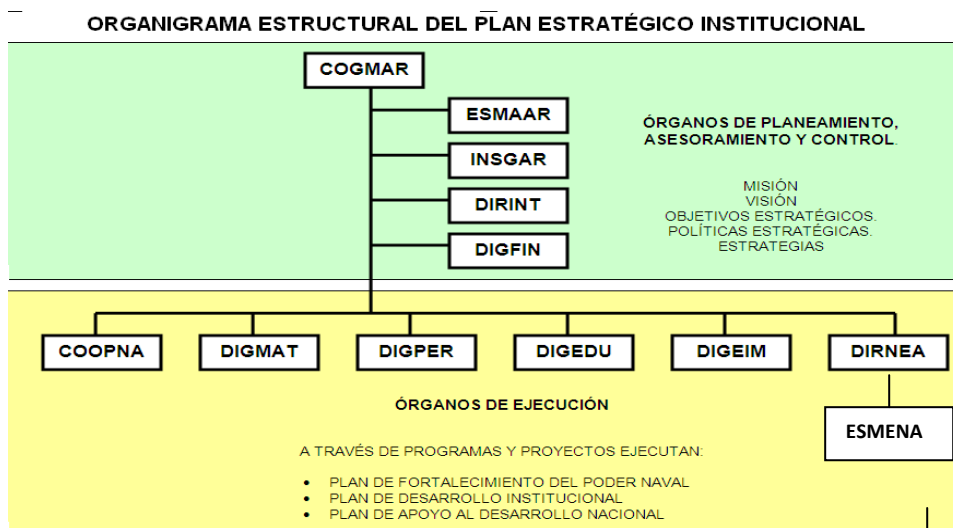 ORGANIGRAMA ESTRUCTURAL DEL PLAN ESTRATÉGICO INSTITUCIONAL
COGMAR
ESMAAR
INSGAR
DIRINT
DIGFIN
ÓRGANOS DE PLANEAMIENTO,
ASESORAMIENTO Y CONTROL.
MISIÓN
VISIÓN
OBJETIVOS ESTRATÉGICOS.
POLÍTICAS ESTRATÉGICAS.
ESTRATEGIAS
COOPNA
DIGMAT
DIGPER
DIGEDU
DIGEIM
DIRNEA
ESMENA
ÓRGANOS DE EJECUCIÓN
A TRAVÉS DE PROGRAMAS Y PROYECTOS EJECUTAN:
• PLAN DE FORTALECIMIENTO DEL PODER NAVAL
• PLAN DE DESARROLLO INSTITUCIONAL
• PLAN DE APOYO AL DESARROLLO NACIONAL